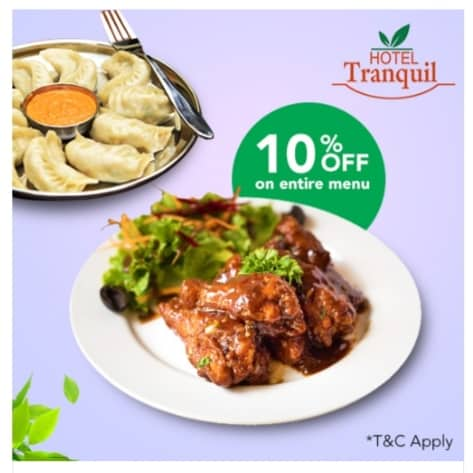 HOTEL
Tranquil
10% OFF
on entire menu
*T&C Apply